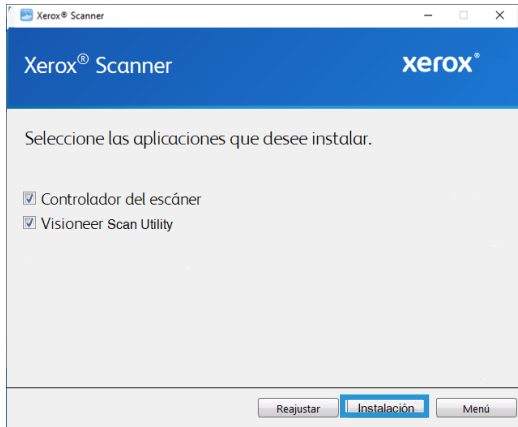 Xerox® Scanner
Xerox® Scanner
xerox®
Seleccione las aplicaciones que desee instalar.
Controlador del escáner
Visioneer Scan Utility
Reajustar
Instalación
Menú